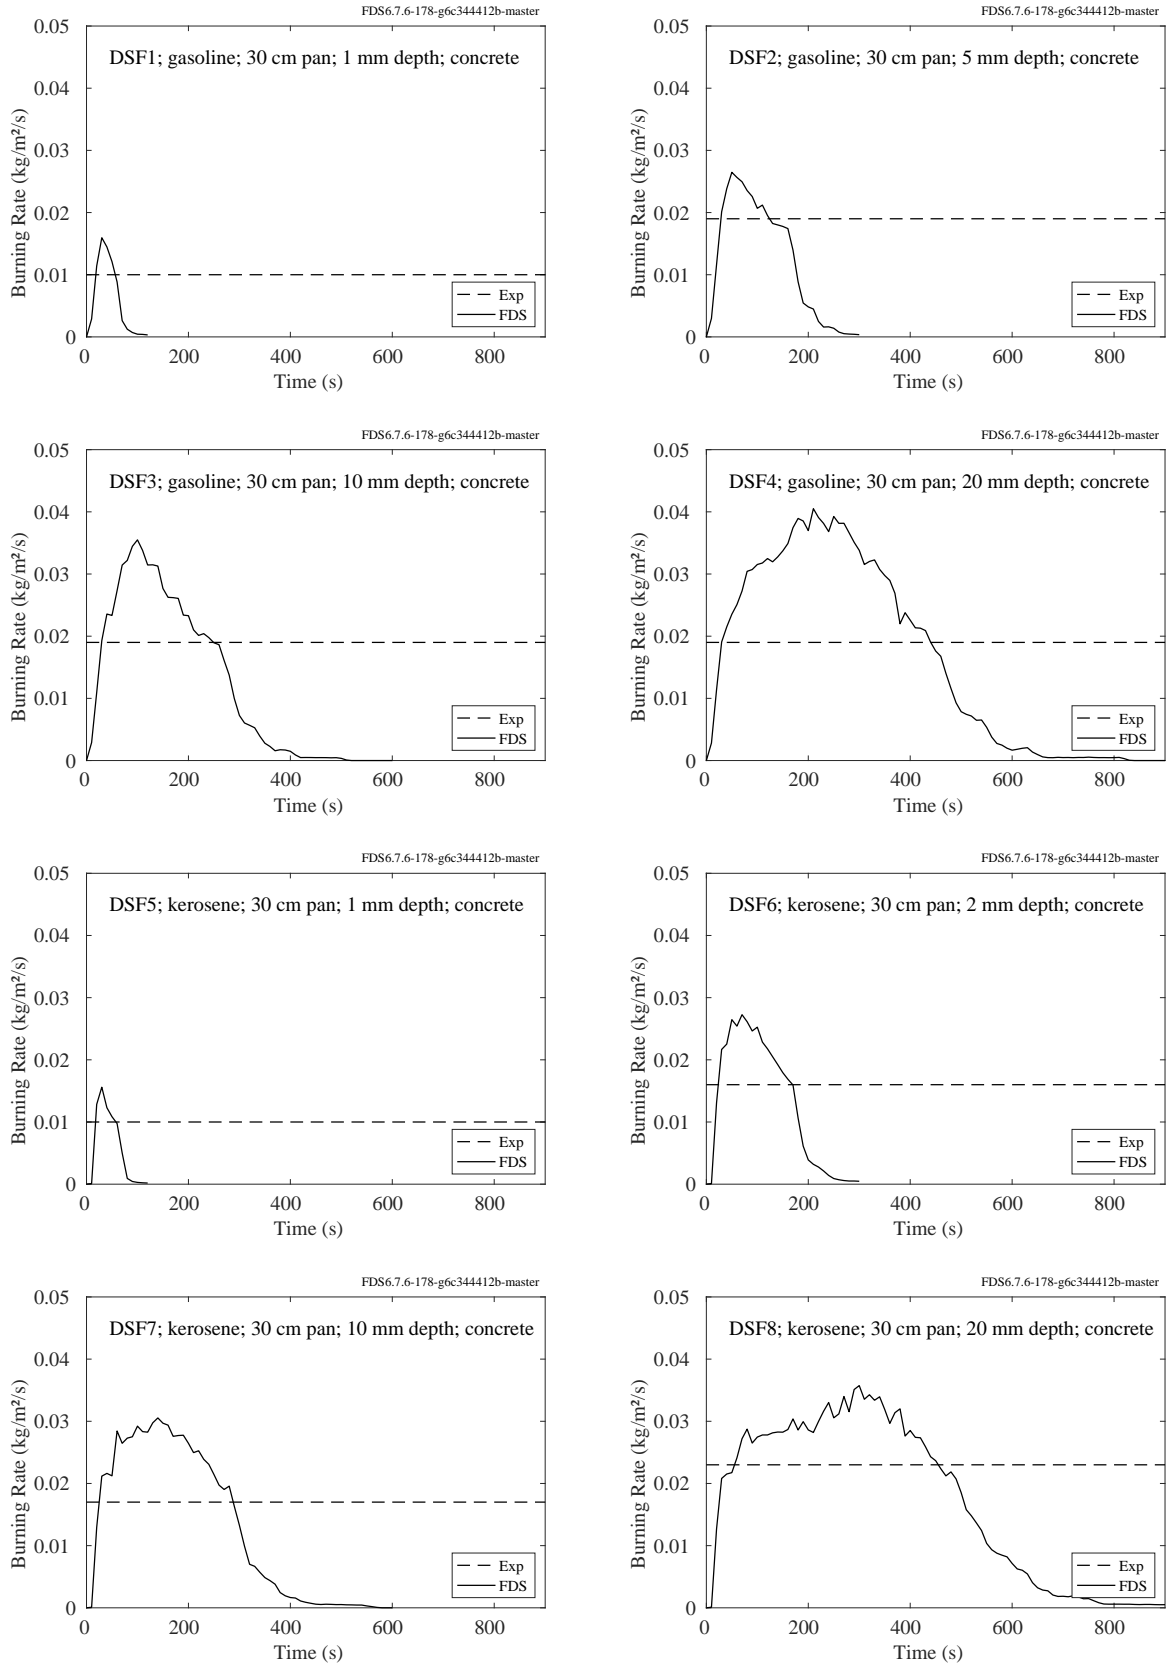 FDS6.7.6-178-g6c344412b-master
DSF1; gasoline; 30 cm pan; 1 mm depth; concrete
Burning Rate (kg/m²/s)
0.05
0.04
0.03
0.02
0.01
0
0 200 400 600 800
Time (s)
Exp
FDS
FDS6.7.6-178-g6c344412b-master
DSF2; gasoline; 30 cm pan; 5 mm depth; concrete
Burning Rate (kg/m²/s)
0.05
0.04
0.03
0.02
0.01
0
0 200 400 600 800
Time (s)
Exp
FDS
FDS6.7.6-178-g6c344412b-master
DSF3; gasoline; 30 cm pan; 10 mm depth; concrete
Burning Rate (kg/m²/s)
0.05
0.04
0.03
0.02
0.01
0
0 200 400 600 800
Time (s)
Exp
FDS
FDS6.7.6-178-g6c344412b-master
DSF4; gasoline; 30 cm pan; 20 mm depth; concrete
Burning Rate (kg/m²/s)
0.05
0.04
0.03
0.02
0.01
0
0 200 400 600 800
Time (s)
Exp
FDS
FDS6.7.6-178-g6c344412b-master
DSF5; kerosene; 30 cm pan; 1 mm depth; concrete
Burning Rate (kg/m²/s)
0.05
0.04
0.03
0.02
0.01
0
0 200 400 600 800
Time (s)
Exp
FDS
FDS6.7.6-178-g6c344412b-master
DSF6; kerosene; 30 cm pan; 2 mm depth; concrete
Burning Rate (kg/m²/s)
0.05
0.04
0.03
0.02
0.01
0
0 200 400 600 800
Time (s)
Exp
FDS
FDS6.7.6-178-g6c344412b-master
DSF7; kerosene; 30 cm pan; 10 mm depth; concrete
Burning Rate (kg/m²/s)
0.05
0.04
0.03
0.02
0.01
0
0 200 400 600 800
Time (s)
Exp
FDS
FDS6.7.6-178-g6c344412b-master
DSF8; kerosene; 30 cm pan; 20 mm depth; concrete
Burning Rate (kg/m²/s)
0.05
0.04
0.03
0.02
0.01
0
0 200 400 600 800
Time (s)
Exp
FDS